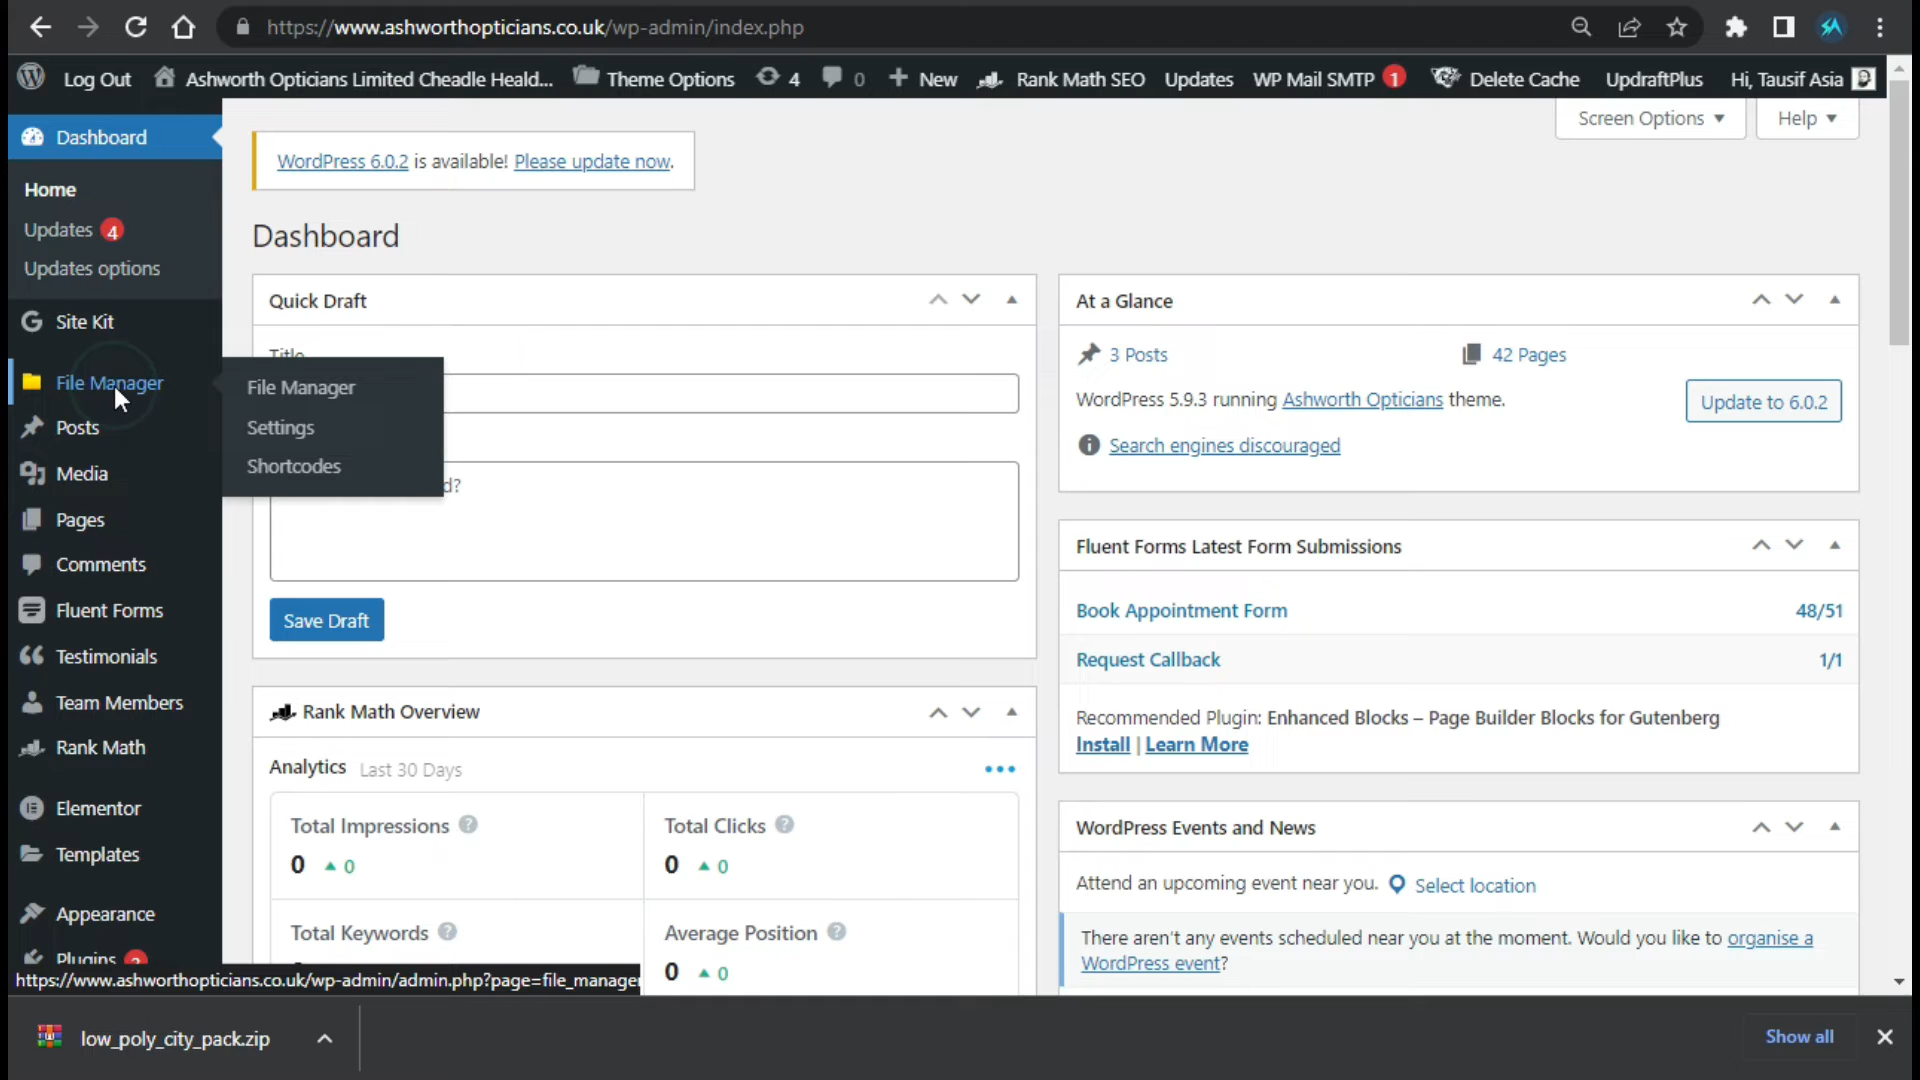 https://www.ashworthopticians.co.uk/wp-admin/index.php
Log Out Ashworth Opticians Limited Cheadle Heald... Theme Options 4 0 New Rank Math SEO Updates WP Mail SMTP 1 Delete Cache UpdraftPlus Hi, Tausif Asia
Screen Options Help
Dashboard
Home
Updates 4
Updates options
Site Kit
File Manager
Posts
Media
Pages
Comments
Fluent Forms
Testimonials
Team Members
Rank Math
Elementor
Templates
Appearance
Plugins
File Manager
Settings
Shortcodes
WordPress 6.0.2 is available! Please update now.
Dashboard
Quick Draft
Title
d?
Save Draft
Rank Math Overview
Analytics Last 30 Days
Total Impressions
0 0
Total Clicks
0 0
Total Keywords
Average Position
0 0
At a Glance
3 Posts 42 Pages
WordPress 5.9.3 running Ashworth Opticians theme.
Update to 6.0.2
Search engines discouraged
Fluent Forms Latest Form Submissions
Book Appointment Form 48/51
Request Callback 1/1
Recommended Plugin: Enhanced Blocks – Page Builder Blocks for Gutenberg
Install | Learn More
WordPress Events and News
Attend an upcoming event near you. Select location
There aren't any events scheduled near you at the moment. Would you like to organise a
WordPress event?
https://www.ashworthopticians.co.uk/wp-admin/admin.php?page=file_manager
low_poly_city_pack.zip
Show all